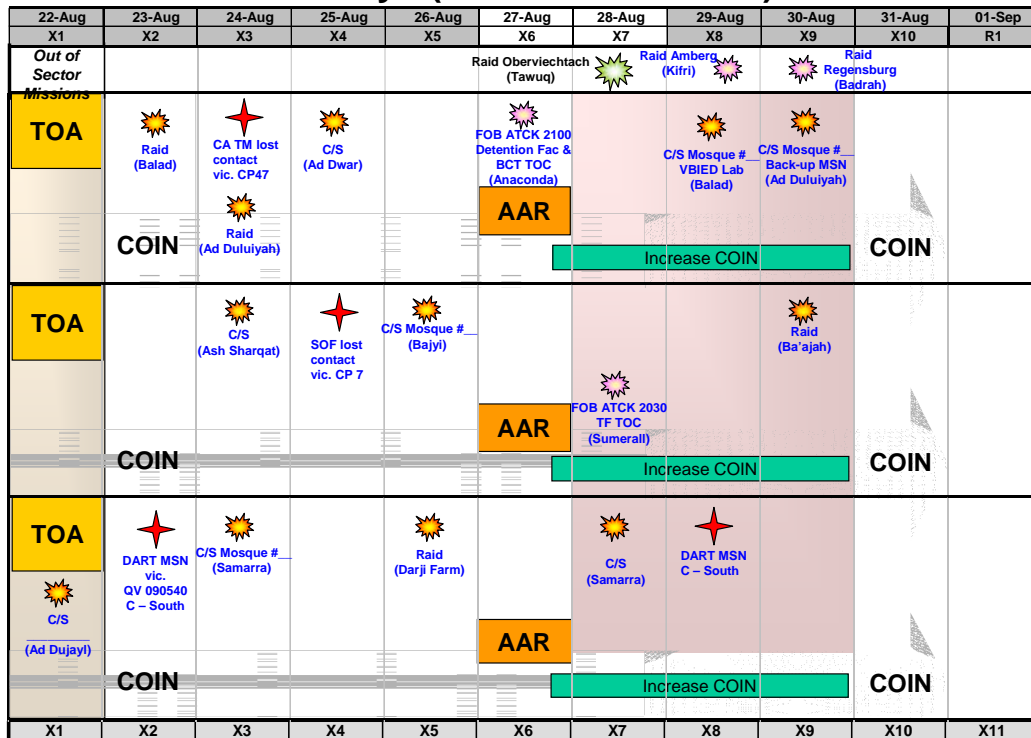 22-Aug 23-Aug 24-Aug 25-Aug 26-Aug 27-Aug 28-Aug 29-Aug 30-Aug 31-Aug 01-Sep
X1 X2 X3 X4 X5 X6 X7 X8 X9 X10 R1
Out of
Sector
Missions
Raid Oberviechtach
(Tawuq)
Raid Amberg
(Kifri)
Raid
Regensburg
(Badrah)
TOA
Raid
(Balad)
CA TM lost
contact
vic. CP47
Raid
(Ad Duluiyah)
C/S
(Ad Dwar)
FOB ATCK 2100
Detention Fac &
BCT TOC
(Anaconda)
C/S Mosque #__
VBIED Lab
(Balad)
C/S Mosque #__
Back-up MSN
(Ad Duluiyah)
AAR
COIN
Increase COIN
COIN
TOA
C/S
(Ash Sharqat)
SOF lost
contact
vic. CP 7
C/S Mosque #__
(Bajyi)
FOB ATCK 2030
TF TOC
(Sumerall)
Raid
(Ba'ajah)
AAR
COIN
Increase COIN
COIN
TOA
C/S
_________
(Ad Dujayl)
DART MSN
vic.
QV 090540
C – South
C/S Mosque #__
(Samarra)
Raid
(Darji Farm)
C/S
(Samarra)
DART MSN
C – South
AAR
COIN
Increase COIN
COIN
X1 X2 X3 X4 X5 X6 X7 X8 X9 X10 X11